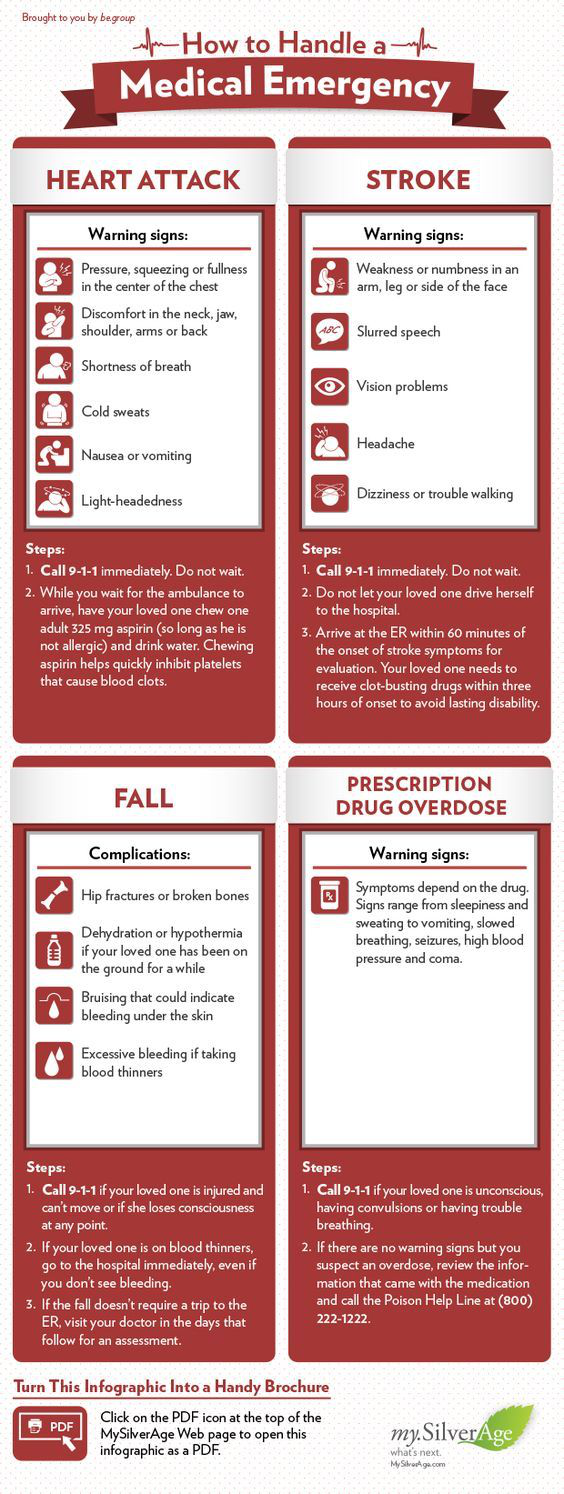 Brought to you by be.group
How to Handle a
Medical Emergency
HEART ATTACK
Warning signs:
Pressure, squeezing or fullness
in the center of the chest
Discomfort in the neck, jaw,
shoulder, arms or back
Shortness of breath
Cold sweats
Nausea or vomiting
Light-headedness
Steps:
1. Call 9-1-1 immediately. Do not wait.
2. While you wait for the ambulance to
arrive, have your loved one chew one
adult 325 mg aspirin (so long as he is
not allergic) and drink water. Chewing
aspirin helps quickly inhibit platelets
that cause blood clots.
STROKE
Warning signs:
Weakness or numbness in an
arm, leg or side of the face
ABC
Slurred speech
Vision problems
Headache
Dizziness or trouble walking
Steps:
1. Call 9-1-1 immediately. Do not wait.
2. Do not let your loved one drive herself
to the hospital.
3. Arrive at the ER within 60 minutes of
the onset of stroke symptoms for
evaluation. Your loved one needs to
receive clot-busting drugs within three
hours of onset to avoid lasting disability.
FALL
Complications:
Hip fractures or broken bones
Dehydration or hypothermia
if your loved one has been on
the ground for a while
Bruising that could indicate
bleeding under the skin
Excessive bleeding if taking
blood thinners
Steps:
1. Call 9-1-1 if your loved one is injured and
can't move or if she loses consciousness
at any point.
2. If your loved one is on blood thinners,
go to the hospital immediately, even if
you don't see bleeding.
3. If the fall doesn't require a trip to the
ER, visit your doctor in the days that
follow for an assessment.
PRESCRIPTION
DRUG OVERDOSE
Warning signs:
Rx
Symptoms depend on the drug.
Signs range from sleepiness and
sweating to vomiting, slowed
breathing, seizures, high blood
pressure and coma.
Steps:
1. Call 9-1-1 if your loved one is unconscious,
having convulsions or having trouble
breathing.
2. If there are no warning signs but you
suspect an overdose, review the infor-
mation that came with the medication
and call the Poison Help Line at (800)
222-1222.
Turn This Infographic Into a Handy Brochure
PDF
Click on the PDF icon at the top of the
MySilverAge Web page to open this
infographic as a PDF.
my.SilverAge
what's next.
MySilverAge.com